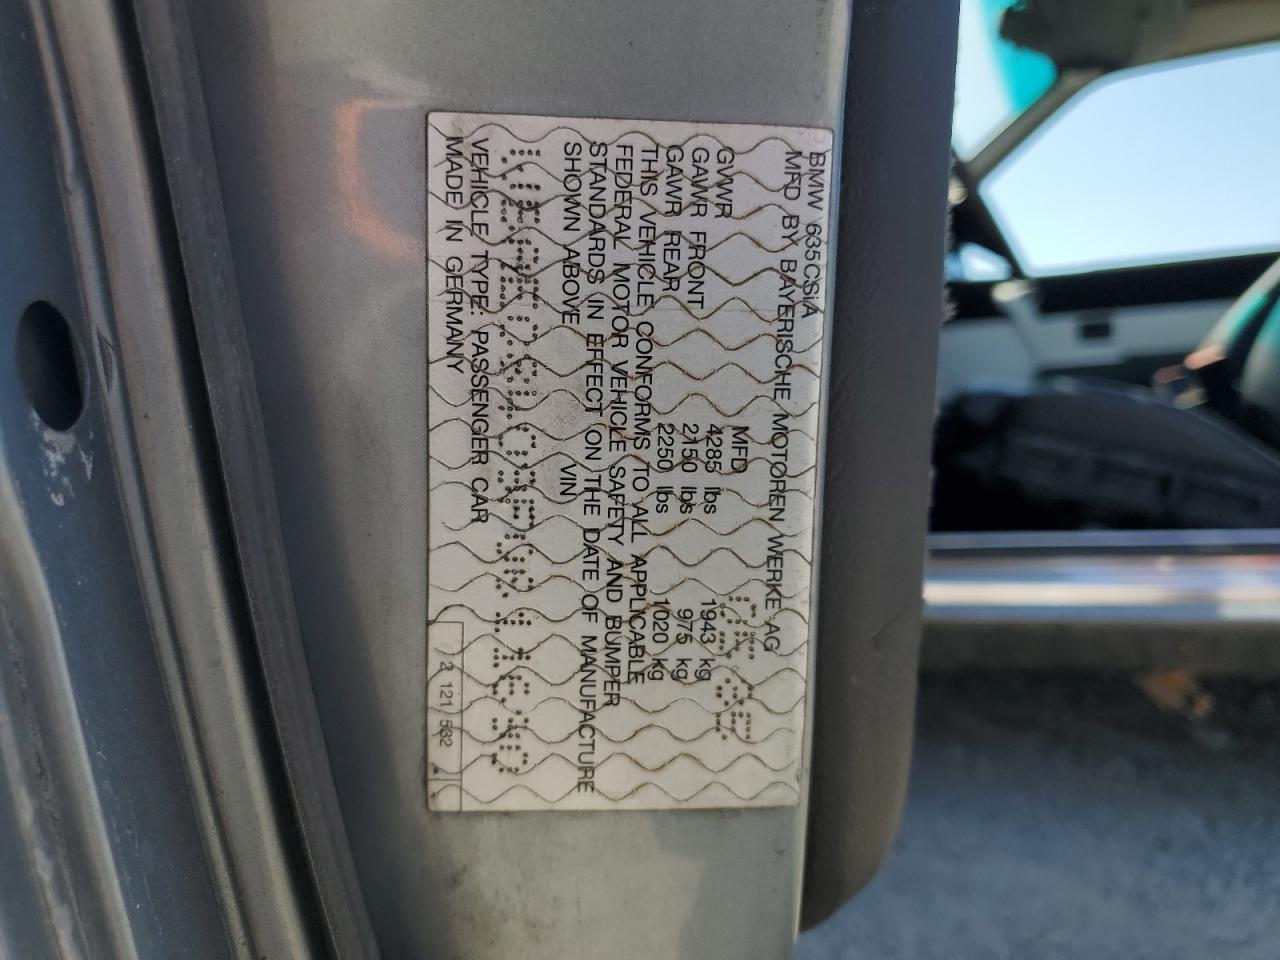 BMW 635CSiA
MFD BY BAYERISCHE MOTOREN WERKE AG
MFD
GVWR 4285 lbs 1943 kg
GAWR FRONT 2150 lbs 975 kg
GAWR REAR 2250 lbs 1020 kg
THIS VEHICLE CONFORMS TO ALL APPLICABLE
FEDERAL MOTOR VEHICLE SAFETY AND BUMPER
STANDARDS IN EFFECT ON THE DATE OF MANUFACTURE
SHOWN ABOVE VIN
VEHICLE TYPE: PASSENGER CAR
MADE IN GERMANY
2 121 532